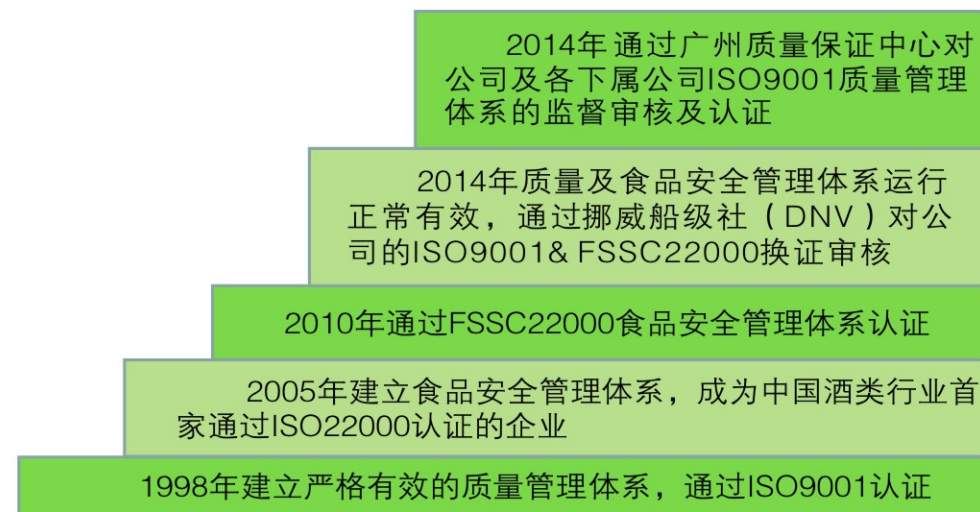 2014年通过广州质量保证中心对
公司及各下属公司ISO9001质量管理
体系的监督审核及认证
2014年质量及食品安全管理体系运行
正常有效，通过挪威船级社（DNV）对公
司的ISO9001& FSSC22000换证审核
2010年通过FSSC22000食品安全管理体系认证
2005年建立食品安全管理体系，成为中国酒类行业首
家通过ISO22000认证的企业
1998年建立严格有效的质量管理体系，通过ISO9001认证